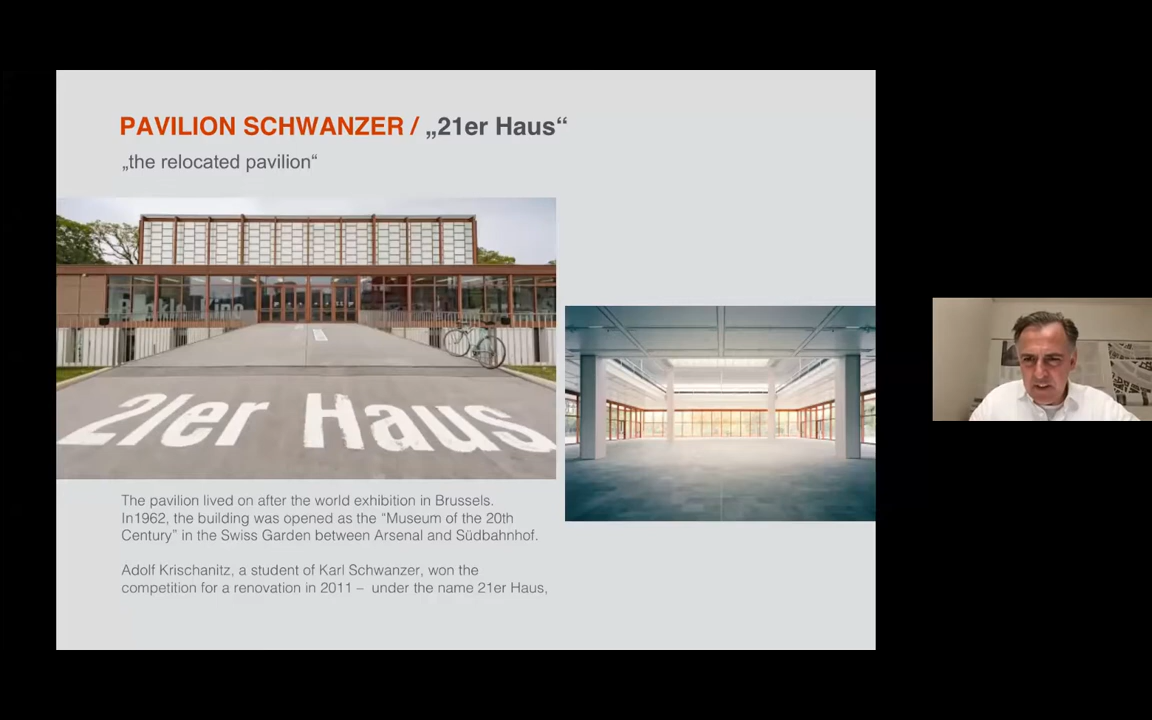 PAVILION SCHWANZER / „21er Haus“
„the relocated pavilion“
21er Haus
The pavilion lived on after the world exhibition in Brussels.
In1962, the building was opened as the “Museum of the 20th
Century” in the Swiss Garden between Arsenal and Südbahnhof.
Adolf Krischanitz, a student of Karl Schwanzer, won the
competition for a renovation in 2011 – under the name 21er Haus,